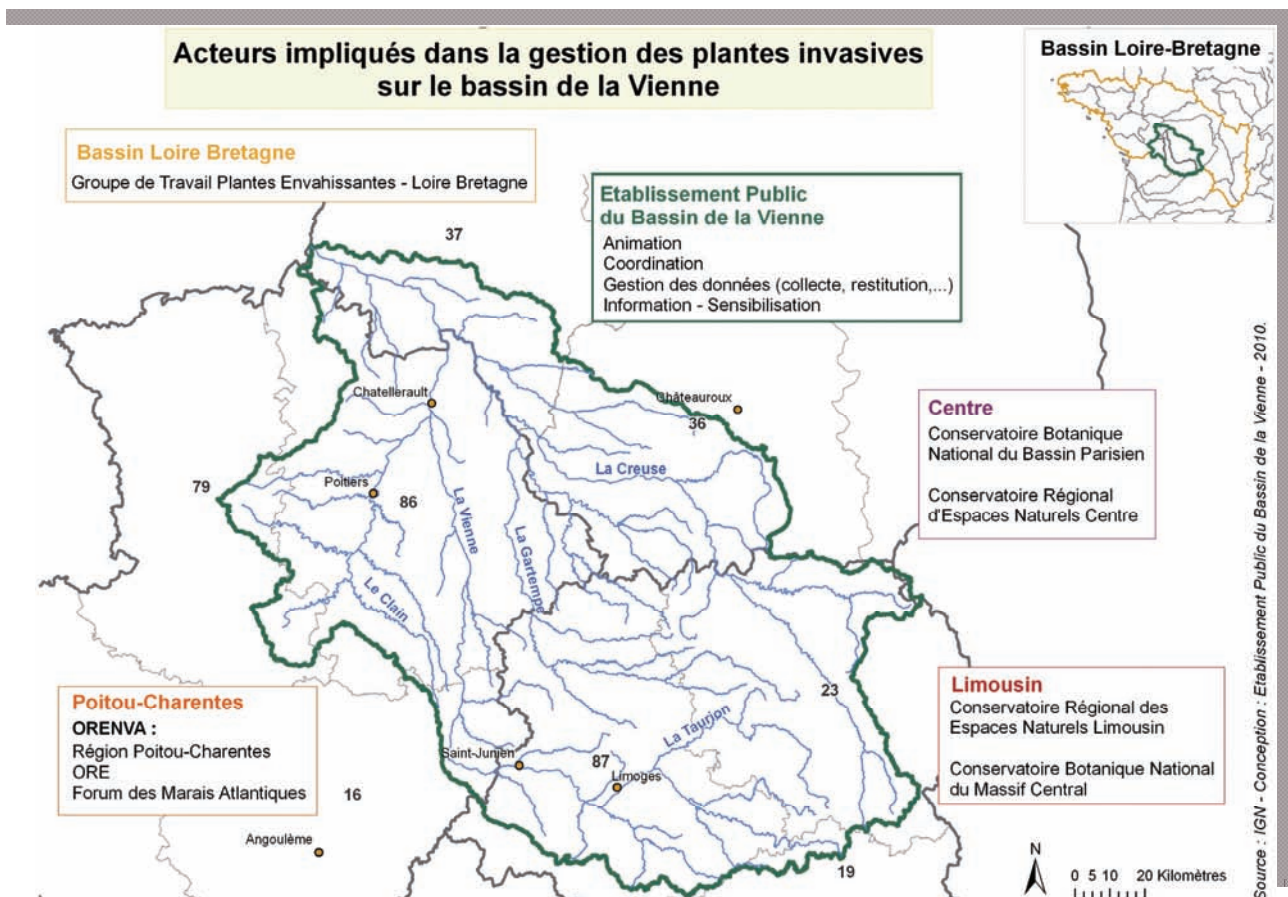 Acteurs impliqués dans la gestion des plantes invasives
sur le bassin de la Vienne
Bassin Loire-Bretagne
Bassin Loire Bretagne
Groupe de Travail Plantes Envahissantes - Loire Bretagne
Etablissement Public
du Bassin de la Vienne
Animation
Coordination
Gestion des données (collecte, restitution,...)
Information - Sensibilisation
37
Chatellerault
Châteauroux
36
La Creuse
79
Poitiers
86
La Vienne
La Gartempe
Le Clain
Centre
Conservatoire Botanique
National du Bassin Parisien
Conservatoire Régional
d'Espaces Naturels Centre
Poitou-Charentes
ORENVA :
Région Poitou-Charentes
ORE
Forum des Marais Atlantiques
16
Angoulême
Saint-Junien
87
Limoges
La Taurion
23
19
Limousin
Conservatoire Régional des
Espaces Naturels Limousin
Conservatoire Botanique National
du Massif Central
N
0 5 10 20 Kilomètres
Source : IGN - Conception : Etablissement Public du Bassin de la Vienne - 2010.